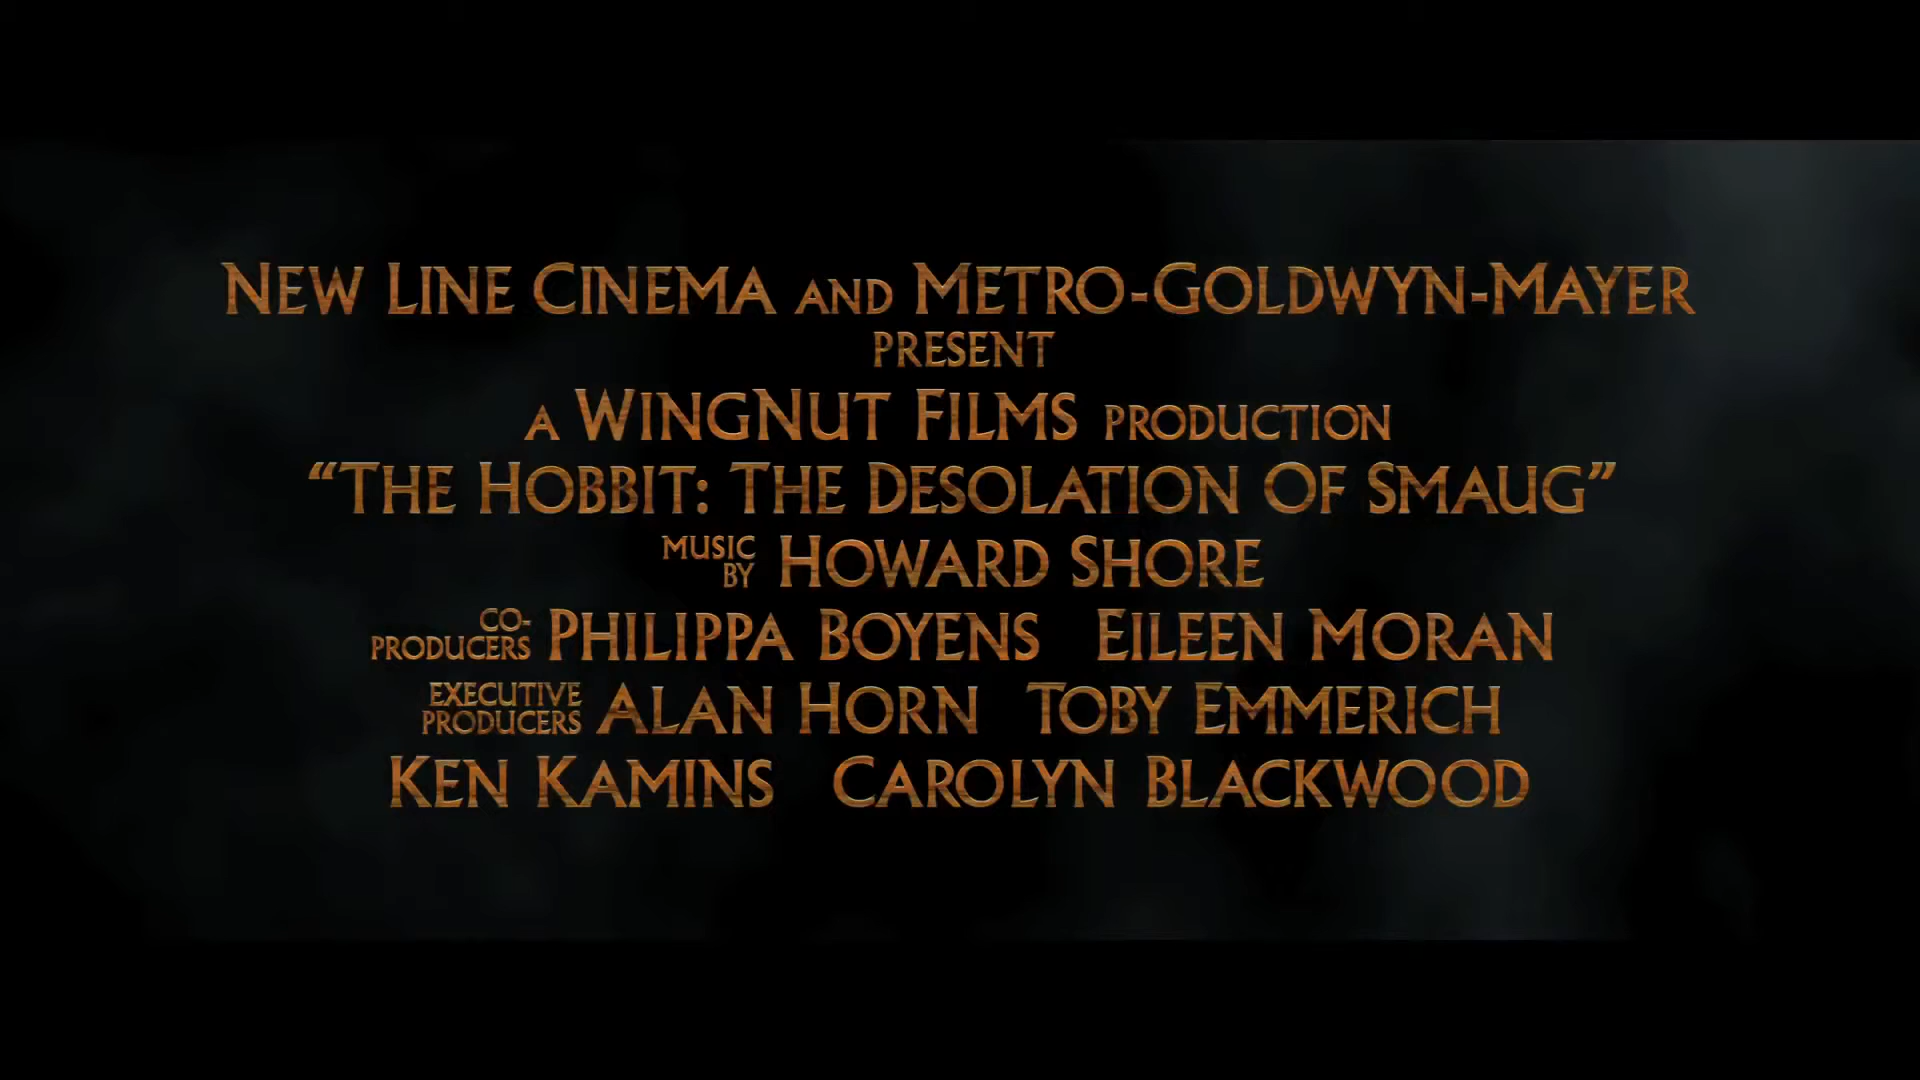 NEW LINE CINEMA AND METRO-GOLDWYN-MAYER
PRESENT
A WINGNUT FILMS PRODUCTION
“THE HOBBIT: THE DESOLATION OF SMAUG”
MUSIC BY HOWARD SHORE
CO-PRODUCERS PHILIPPA BOYENS EILEEN MORAN
EXECUTIVE PRODUCERS ALAN HORN TOBY EMMERICH
KEN KAMINS CAROLYN BLACKWOOD